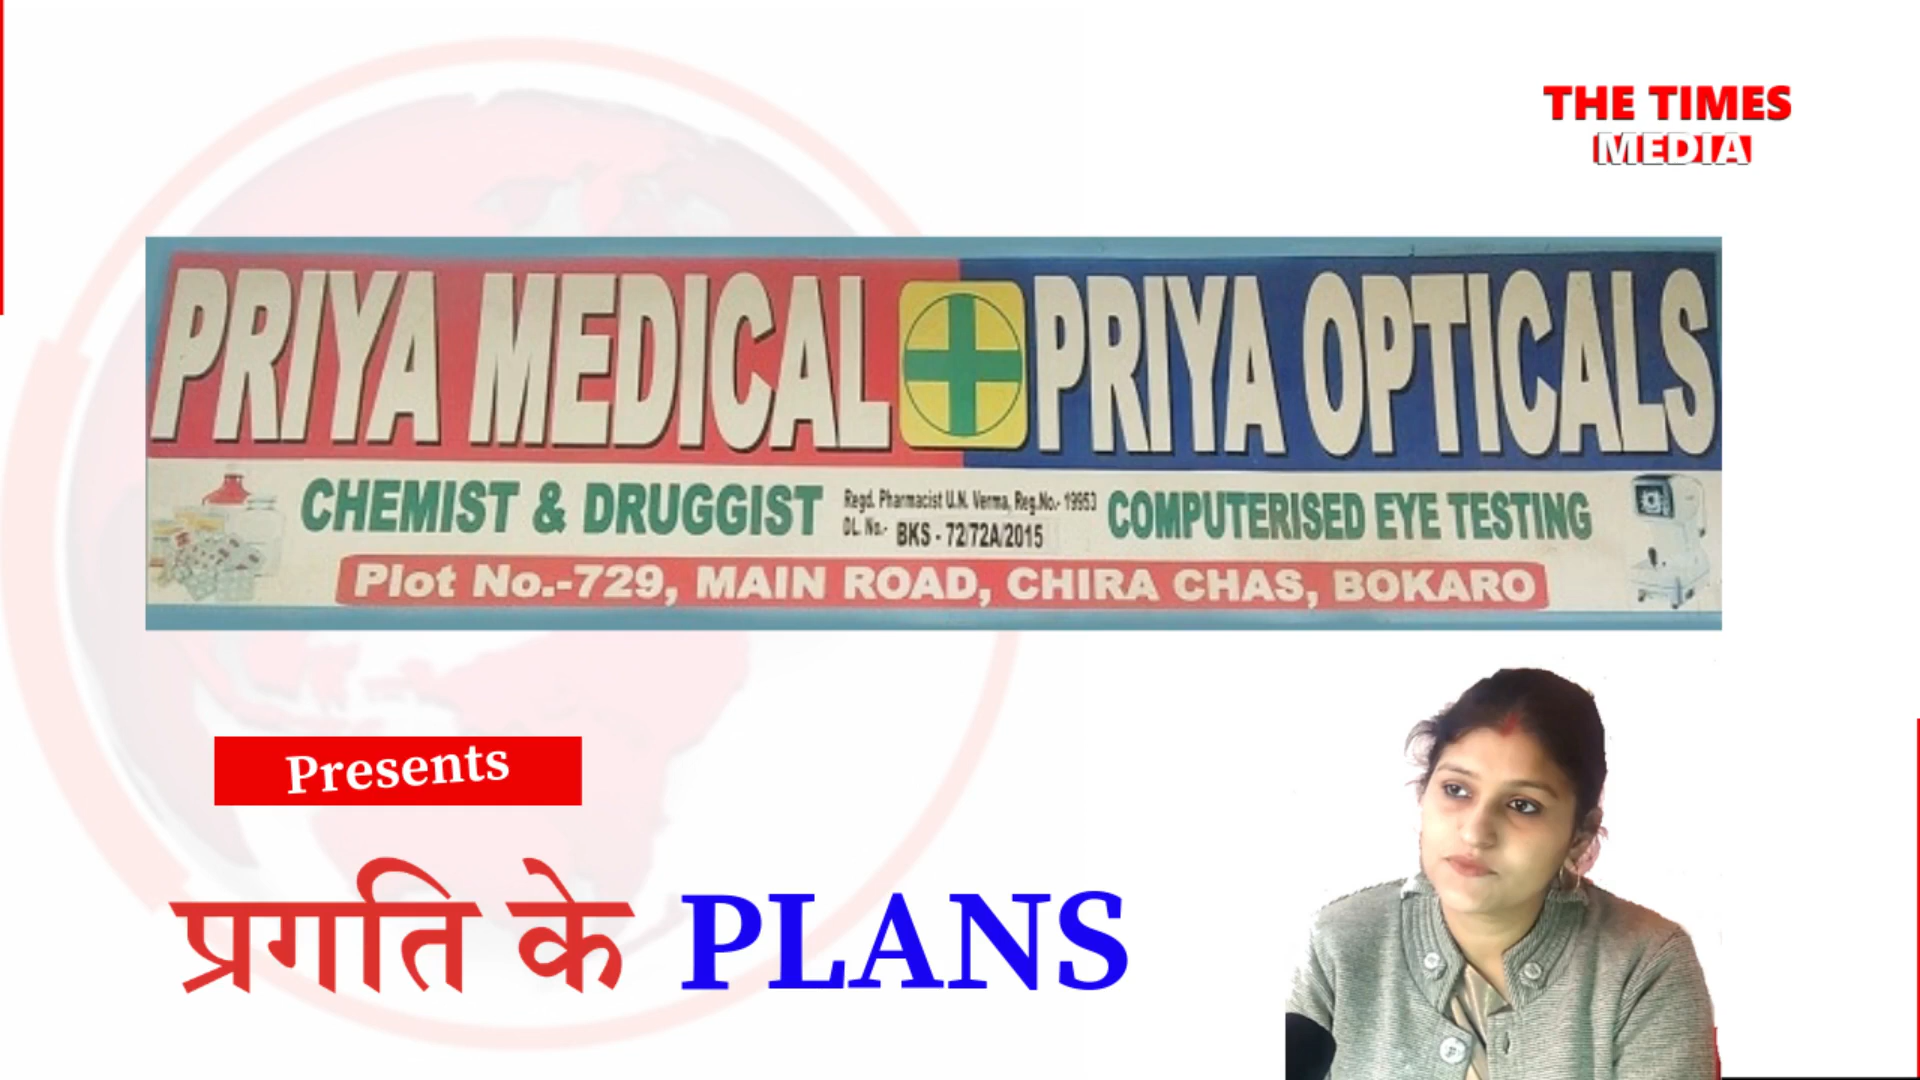 THE TIMES
MEDIA
PRIYA MEDICAL PRIYA OPTICALS
CHEMIST & DRUGGIST
Regd. Pharmacist U.N. Verma, Reg.No.- 19953
DL. No.- BKS - 72/72A/2015
COMPUTERISED EYE TESTING
Plot No.-729, MAIN ROAD, CHIRA CHAS, BOKARO
Presents
प्रगति के PLANS